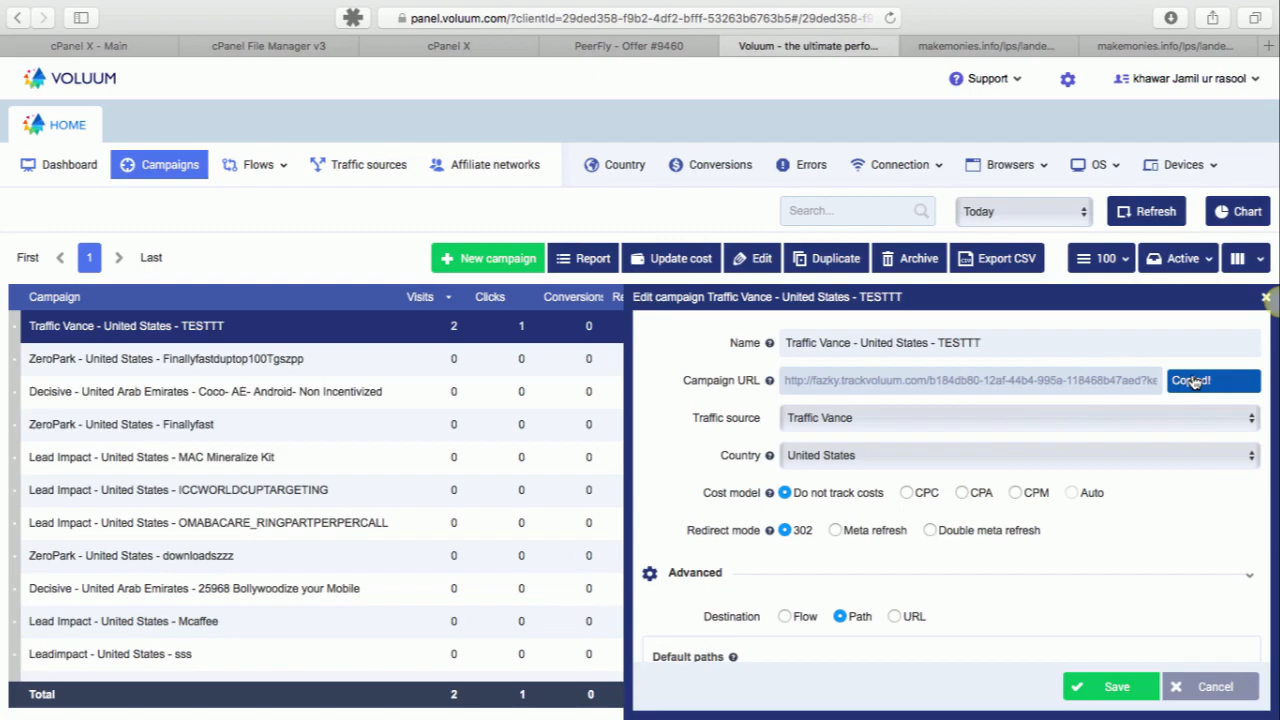 panel.voluum.com/?clientId=29ded358-f9b2-4df2-bfff-53263b6763b5#/29ded358-f9
cPanel X - Main
cPanel File Manager v3
cPanel X
PeerFly - Offer #9460
Voluum - the ultimate perfo...
makemonies.info/lps/lande...
makemonies.info/lps/lande...
VOLUUM
Support
khawar Jamil ur rasool
HOME
Dashboard
Campaigns
Flows
Traffic sources
Affiliate networks
Country
Conversions
Errors
Connection
Browsers
OS
Devices
Search...
Today
Refresh
Chart
First
1
Last
New campaign
Report
Update cost
Edit
Duplicate
Archive
Export CSV
100
Active
Campaign Visits Clicks Conversions Re
Traffic Vance - United States - TESTTT 2 1 0
ZeroPark - United States - Finallyfastduptop100Tgszpp 0 0 0
Decisive - United Arab Emirates - Coco- AE- Android- Non Incentivized 0 0 0
ZeroPark - United States - Finallyfast 0 0 0
Lead Impact - United States - MAC Mineralize Kit 0 0 0
Lead Impact - United States - ICCWORLDCUPTARGETING 0 0 0
Lead Impact - United States - OMABACARE_RINGPARTPERPERCALL 0 0 0
ZeroPark - United States - downloadszzz 0 0 0
Decisive - United Arab Emirates - 25968 Bollywoodize your Mobile 0 0 0
Lead Impact - United States - Mcaffee 0 0 0
Leadimpact - United States - sss 0 0 0
Total 2 1 0
Edit campaign Traffic Vance - United States - TESTTT
Name Traffic Vance - United States - TESTTT
Campaign URL http://fazky.trackvoluum.com/b184db80-12af-44b4-995a-118468b47aed?ke Copied!
Traffic source Traffic Vance
Country United States
Cost model Do not track costs CPC CPA CPM Auto
Redirect mode 302 Meta refresh Double meta refresh
Advanced
Destination Flow Path URL
Default paths
Save
Cancel